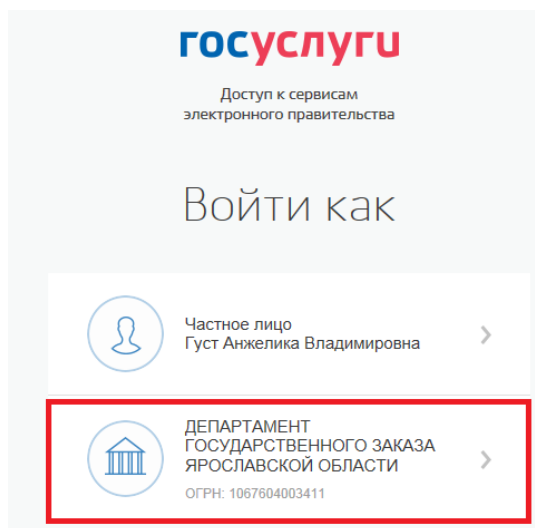 госуслуги
Доступ к сервисам
электронного правительства
Войти как
Частное лицо
Густ Анжелика Владимировна
ДЕПАРТАМЕНТ
ГОСУДАРСТВЕННОГО ЗАКАЗА
ЯРОСЛАВСКОЙ ОБЛАСТИ
ОГРН: 1067604003411